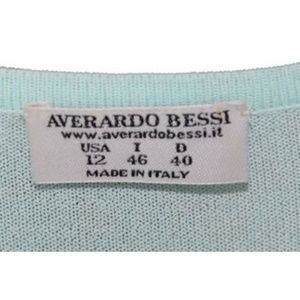 AVERARDO BESSI
www.averardobessi.it
USA I D
12 46 40
MADE IN ITALY